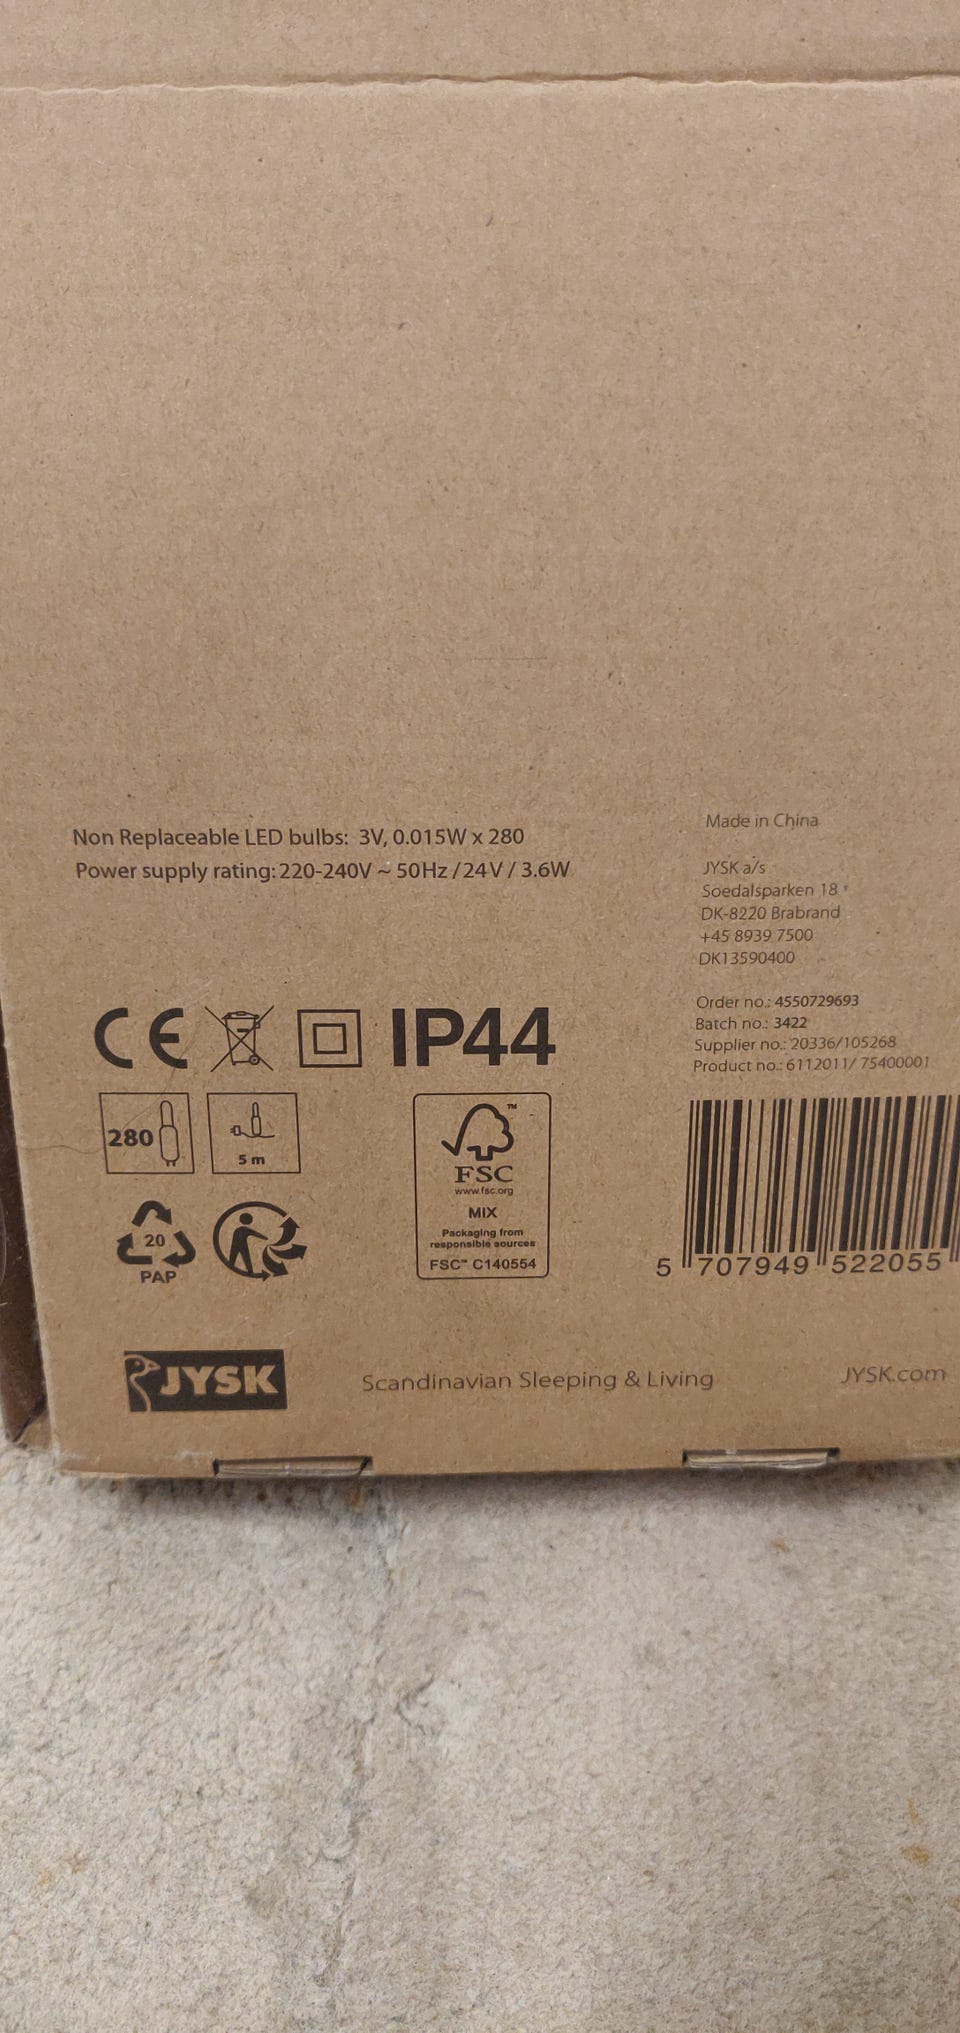 Non Replaceable LED bulbs: 3V, 0.015W x 280
Power supply rating: 220-240V ~ 50Hz / 24V / 3.6W
Made in China
JYSK a/s
Soedalsparken 18
DK-8220 Brabrand
+45 8939 7500
DK13590400
Order no.: 4550729693
Batch no.: 3422
Supplier no.: 20336/105268
Product no.: 6112011/ 75400001
CE
IP44
280
5 m
20
PAP
™
FSC
www.fsc.org
MIX
Packaging from
responsible sources
FSC™ C140554
5 707949 522055
JYSK
Scandinavian Sleeping & Living
JYSK.com